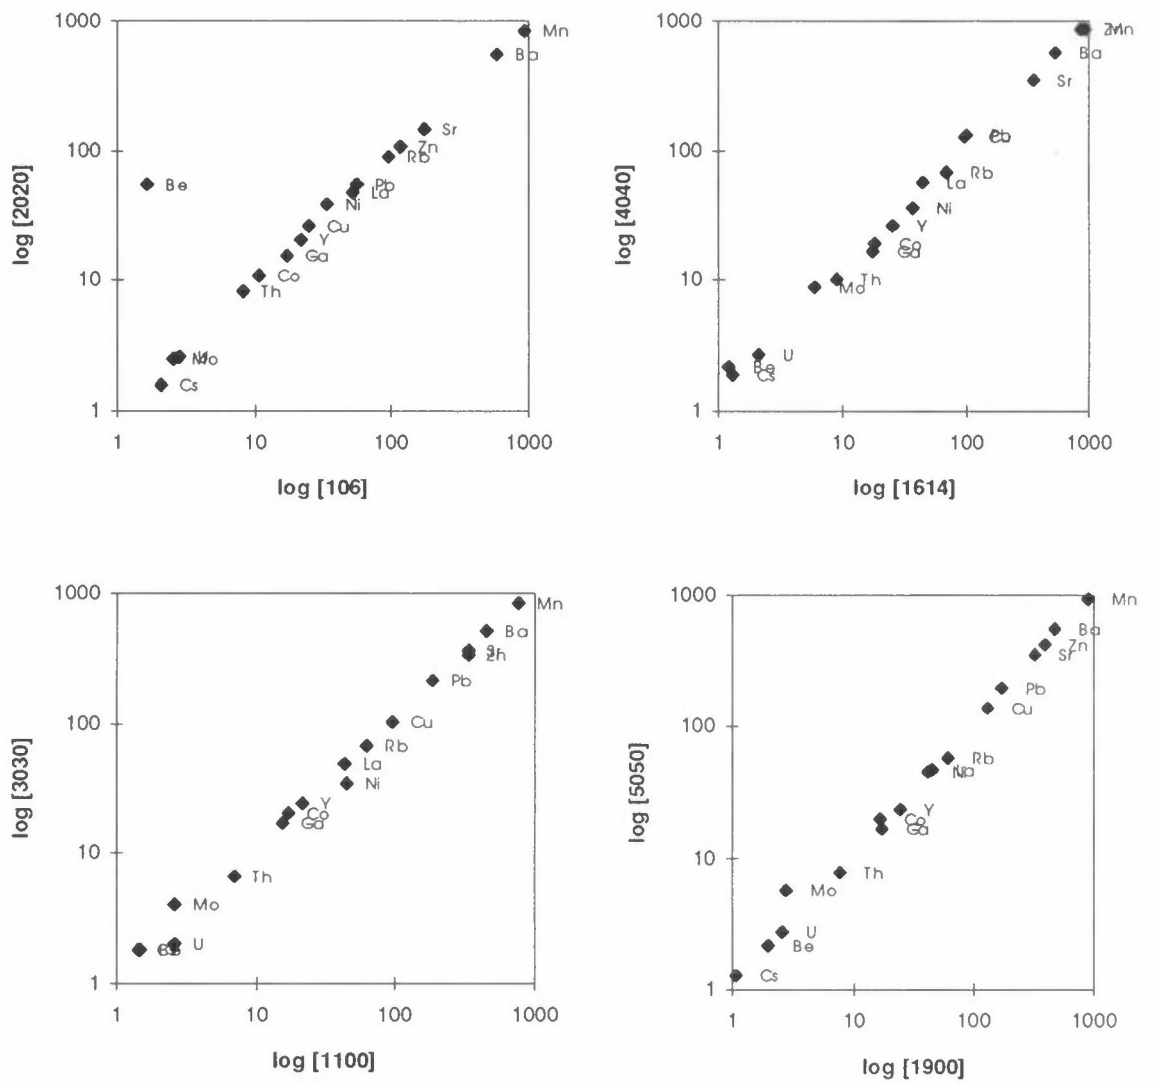 1000
Mn
Ba
Sr
100
Zn
Rb
Be
Pb
La
Ni
Cu
Y
Ga
10
Co
Th
Mo
Cs
1
1 10 100 1000
log [2020]
log [106]
1000
Mn
Ba
Sr
100
Pb
Rb
La
Ni
Y
Co
Ga
10
Th
Mo
U
Be
Cs
1
1 10 100 1000
log [4040]
log [1614]
1000
Mn
Ba
Sr
Zn
Pb
100
Cu
Rb
La
Ni
Y
Co
Ga
10
Th
Mo
U
1
1 10 100 1000
log [3030]
log [1100]
1000
Mn
Ba
Zn
Sr
Pb
Cu
100
Rb
La
Ni
Y
Co
Ga
10
Th
Mo
U
Be
Cs
1
1 10 100 1000
log [5050]
log [1900]